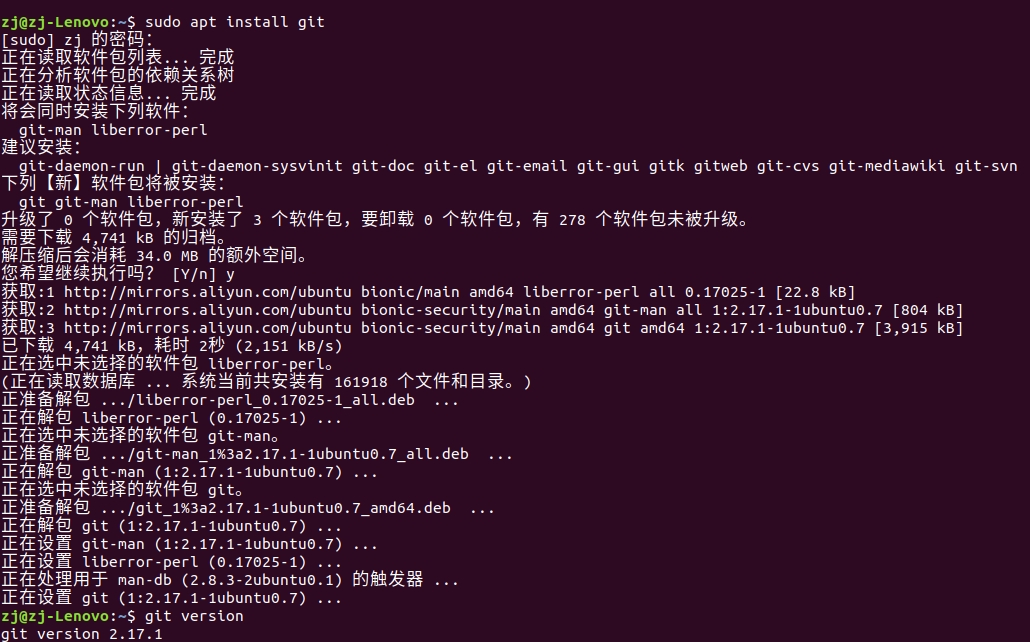 zj@zj-Lenovo:~$ sudo apt install git
[sudo] zj 的密码：
正在读取软件包列表... 完成
正在分析软件包的依赖关系树
正在读取状态信息... 完成
将会同时安装下列软件：
  git-man liberror-perl
建议安装：
  git-daemon-run | git-daemon-sysvinit git-doc git-el git-email git-gui gitk gitweb git-cvs git-mediawiki git-svn
下列【新】软件包将被安装：
  git git-man liberror-perl
升级了 0 个软件包，新安装了 3 个软件包，要卸载 0 个软件包，有 278 个软件包未被升级。
需要下载 4,741 kB 的归档。
解压缩后会消耗 34.0 MB 的额外空间。
您希望继续执行吗？ [Y/n] y
获取:1 http://mirrors.aliyun.com/ubuntu bionic/main amd64 liberror-perl all 0.17025-1 [22.8 kB]
获取:2 http://mirrors.aliyun.com/ubuntu bionic-security/main amd64 git-man all 1:2.17.1-1ubuntu0.7 [804 kB]
获取:3 http://mirrors.aliyun.com/ubuntu bionic-security/main amd64 git amd64 1:2.17.1-1ubuntu0.7 [3,915 kB]
已下载 4,741 kB，耗时 2秒 (2,151 kB/s)
正在选中未选择的软件包 liberror-perl。
(正在读取数据库 ... 系统当前共安装有 161918 个文件和目录。)
正准备解包 .../liberror-perl_0.17025-1_all.deb  ...
正在解包 liberror-perl (0.17025-1) ...
正在选中未选择的软件包 git-man。
正准备解包 .../git-man_1%3a2.17.1-1ubuntu0.7_all.deb  ...
正在解包 git-man (1:2.17.1-1ubuntu0.7) ...
正在选中未选择的软件包 git。
正准备解包 .../git_1%3a2.17.1-1ubuntu0.7_amd64.deb  ...
正在解包 git (1:2.17.1-1ubuntu0.7) ...
正在设置 git-man (1:2.17.1-1ubuntu0.7) ...
正在设置 liberror-perl (0.17025-1) ...
正在处理用于 man-db (2.8.3-2ubuntu0.1) 的触发器 ...
正在设置 git (1:2.17.1-1ubuntu0.7) ...
zj@zj-Lenovo:~$ git version
git version 2.17.1